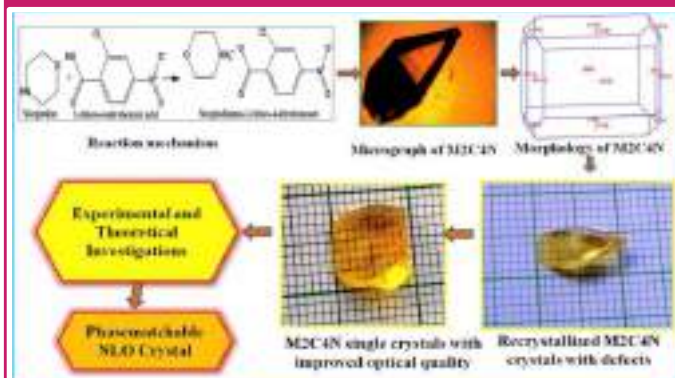 Reaction mechanism
Micrograph of M2C4N
Morphology of M2C4N
Experimental and
Theoretical
Investigations
M2C4N single crystals with
improved optical quality
Recrystallized M2C4N
crystals with defects
Phasematchable
NLO Crystal